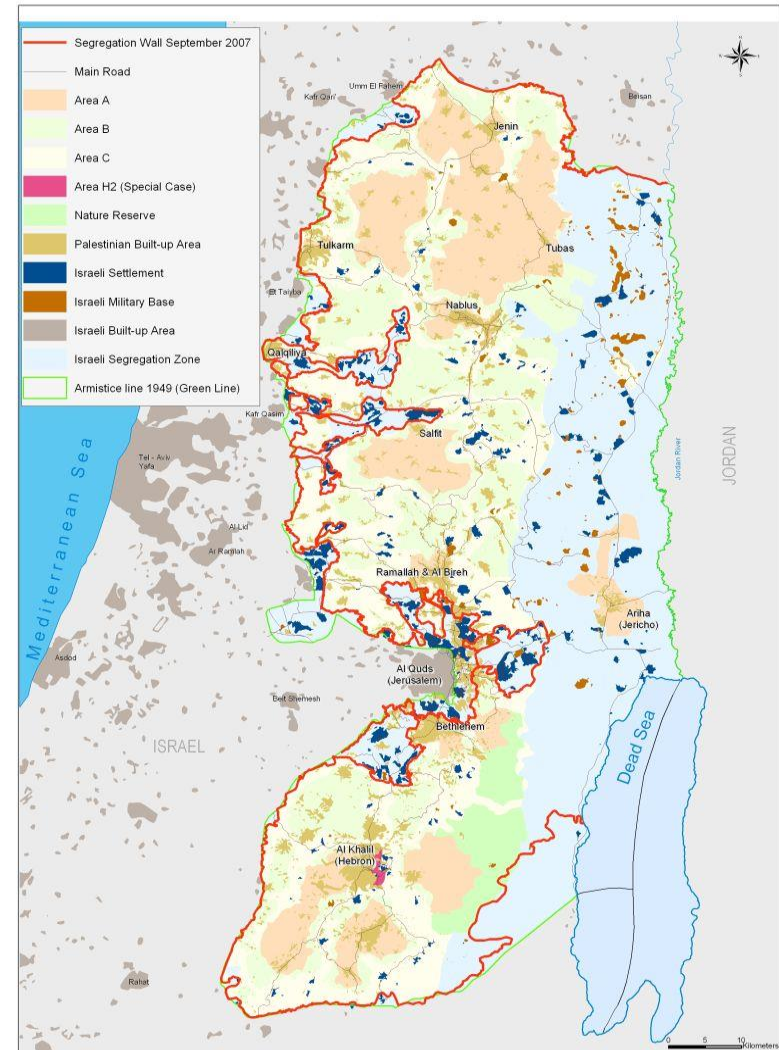 Segregation Wall September 2007
Main Road
Area A
Area B
Area C
Area H2 (Special Case)
Nature Reserve
Palestinian Built-up Area
Israeli Settlement
Israeli Military Base
Israeli Built-up Area
Israeli Segregation Zone
Armistice line 1949 (Green Line)
Umm El Fahem
Kafr Qari'
Beisan
Jenin
Tulkarm
Tubas
Et Taiyba
Nablus
Qalqiliya
Kafr Qasim
Salfit
Mediterranean Sea
Tel - Aviv
Yafa
Jordan River
JORDAN
Al Lid
Ar Ramlah
Ramallah & Al Bireh
Ariha
(Jericho)
Asdod
Al Quds
(Jerusalem)
Beit Shemesh
ISRAEL
Bethlehem
Dead Sea
Al Khalil
(Hebron)
Rahat
0 5 10
Kilometers